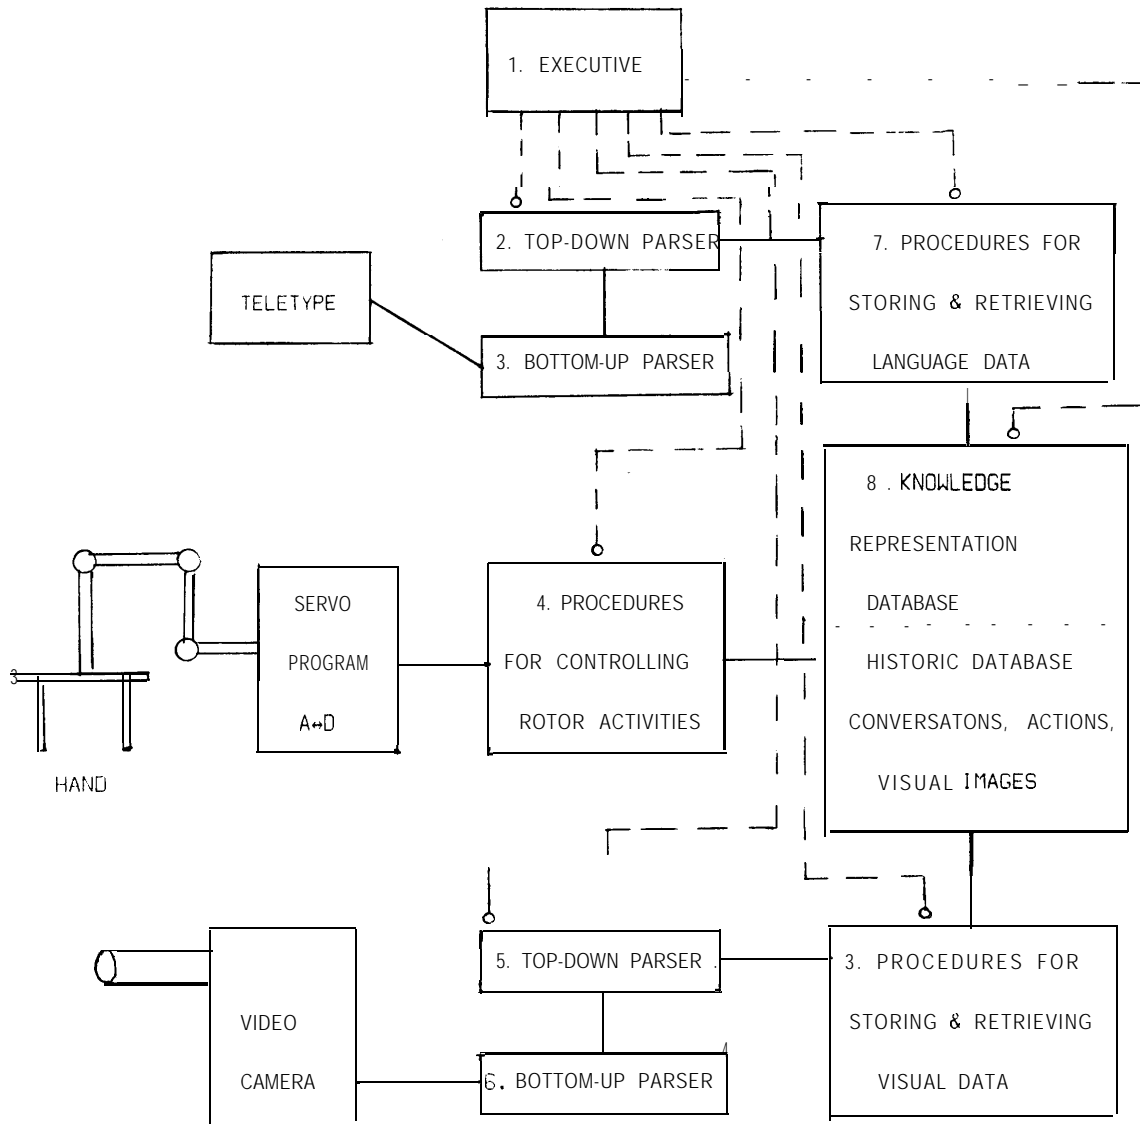 1. EXECUTIVE
2. TOP-DOWN PARSER
TELETYPE
3. BOTTOM-UP PARSER
7. PROCEDURES FOR
STORING & RETRIEVING
LANGUAGE DATA
8. KNOWLEDGE
REPRESENTATION
DATABASE
HISTORIC DATABASE
CONVERSATONS, ACTIONS,
VISUAL IMAGES
SERVO
PROGRAM
A↔D
4. PROCEDURES
FOR CONTROLLING
ROTOR ACTIVITIES
HAND
VIDEO
CAMERA
5. TOP-DOWN PARSER
6. BOTTOM-UP PARSER
3. PROCEDURES FOR
STORING & RETRIEVING
VISUAL DATA